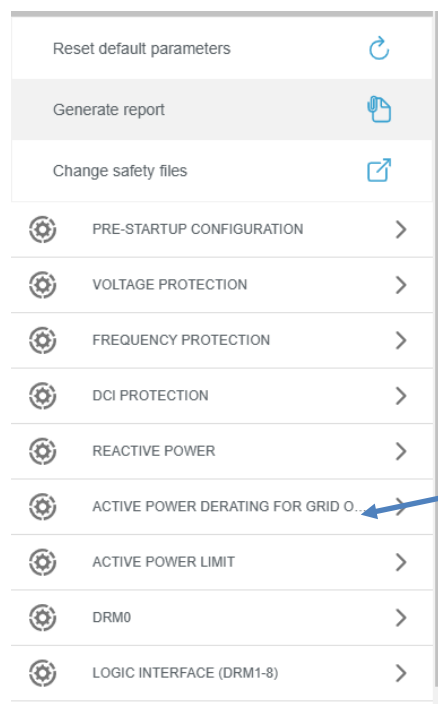 Reset default parameters
Generate report
Change safety files
PRE-STARTUP CONFIGURATION
VOLTAGE PROTECTION
FREQUENCY PROTECTION
DCI PROTECTION
REACTIVE POWER
ACTIVE POWER DERATING FOR GRID O...
ACTIVE POWER LIMIT
DRM0
LOGIC INTERFACE (DRM1-8)